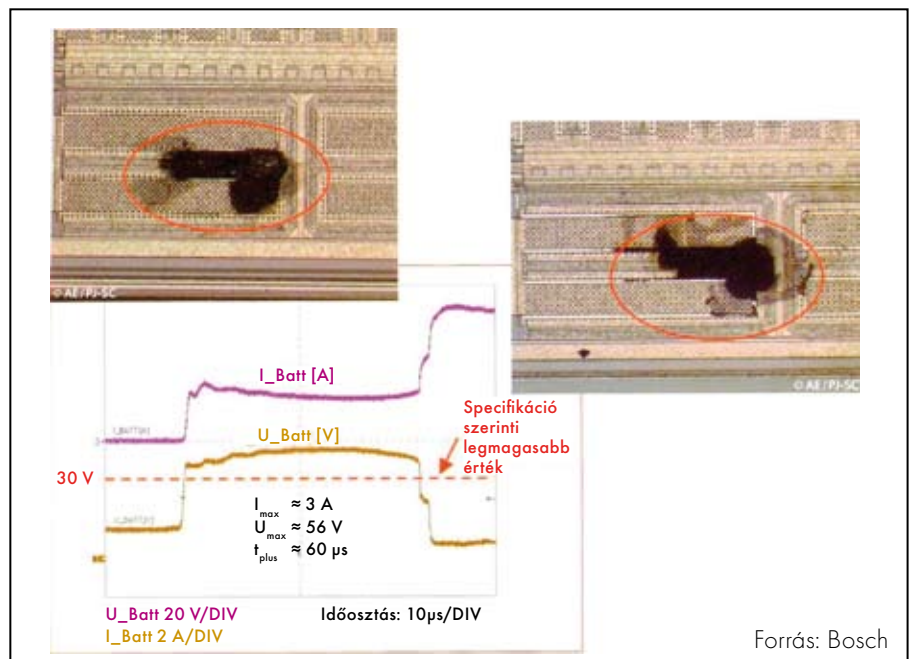 © AE/PJ-SC
© AE/PJ-SC
I_Batt [A]
U_Batt [V]
Specifikáció
szerinti
legmagasabb
érték
30 V
Imax ≈ 3 A
Umax ≈ 56 V
tplus ≈ 60 µs
U_Batt 20 V/DIV
Időosztás: 10µs/DIV
I_Batt 2 A/DIV
Forrás: Bosch